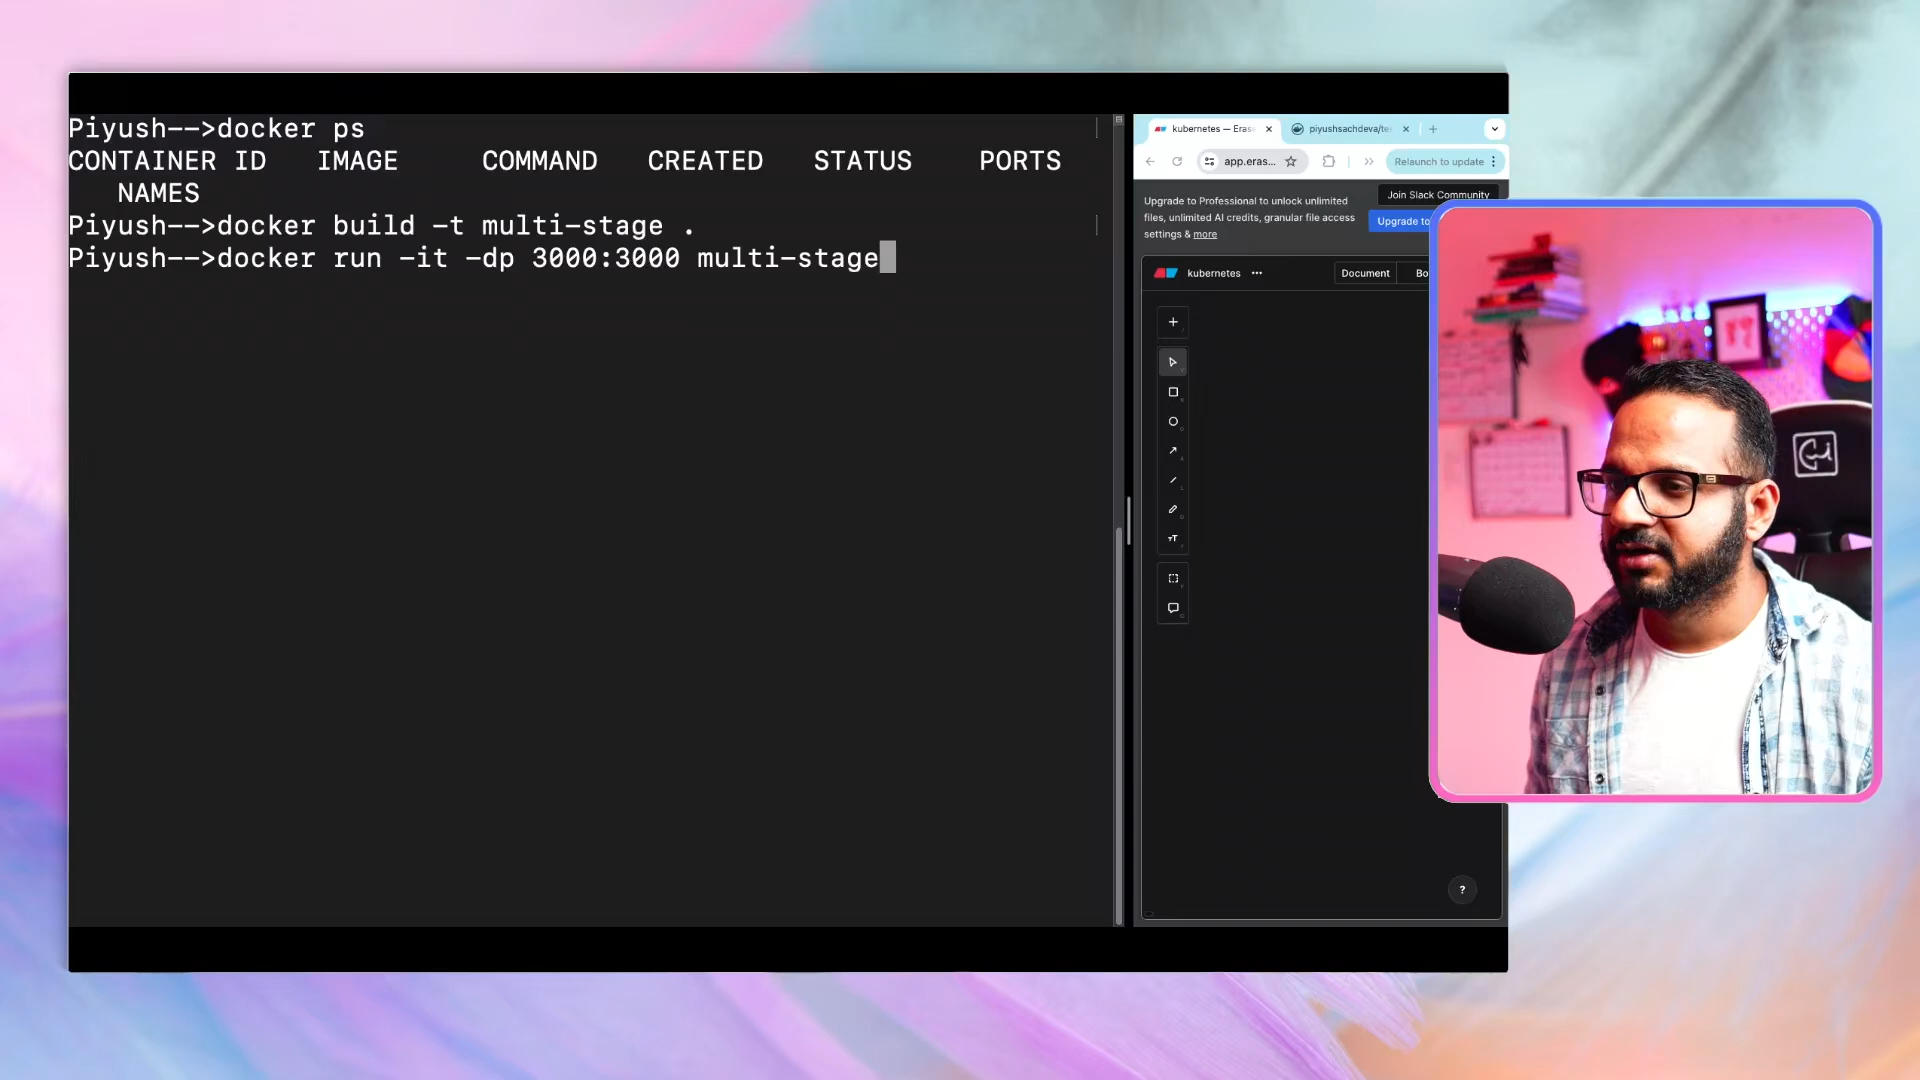 Piyush-->docker ps
CONTAINER ID IMAGE COMMAND CREATED STATUS PORTS
NAMES
Piyush-->docker build -t multi-stage .
Piyush-->docker run -it -dp 3000:3000 multi-stage
kubernetes — Eras
piyushsachdeva/te
app.eras...
Relaunch to update
Join Slack Community
Upgrade to Professional to unlock unlimited
files, unlimited AI credits, granular file access
settings & more
Upgrade to
kubernetes
Document
Bo
?